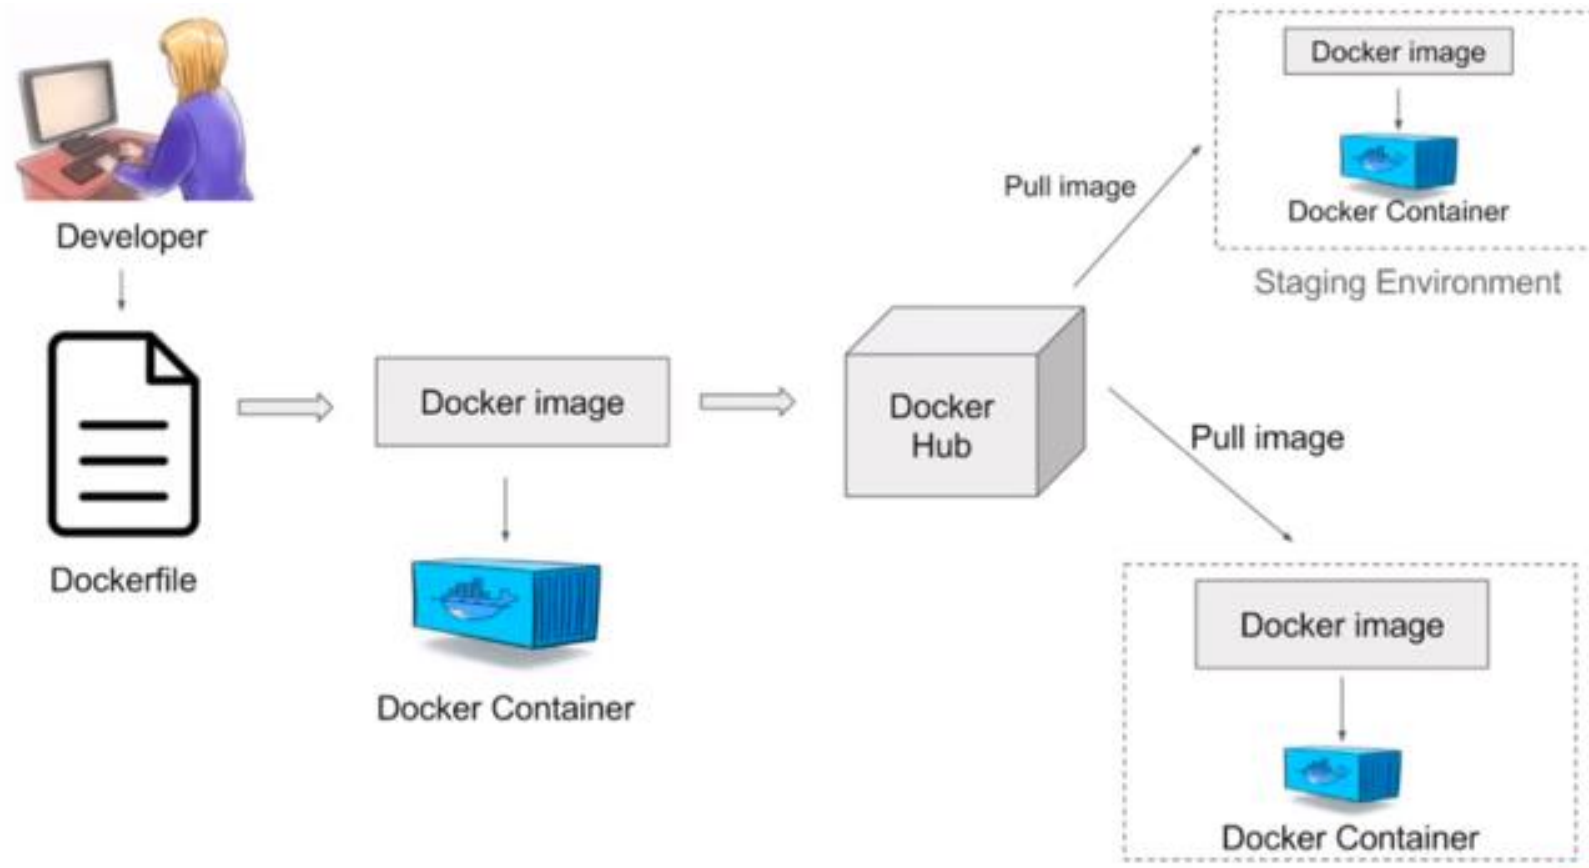 Developer
Dockerfile
Docker image
Docker Container
Docker
Hub
Pull image
Docker image
Docker Container
Staging Environment
Pull image
Docker image
Docker Container